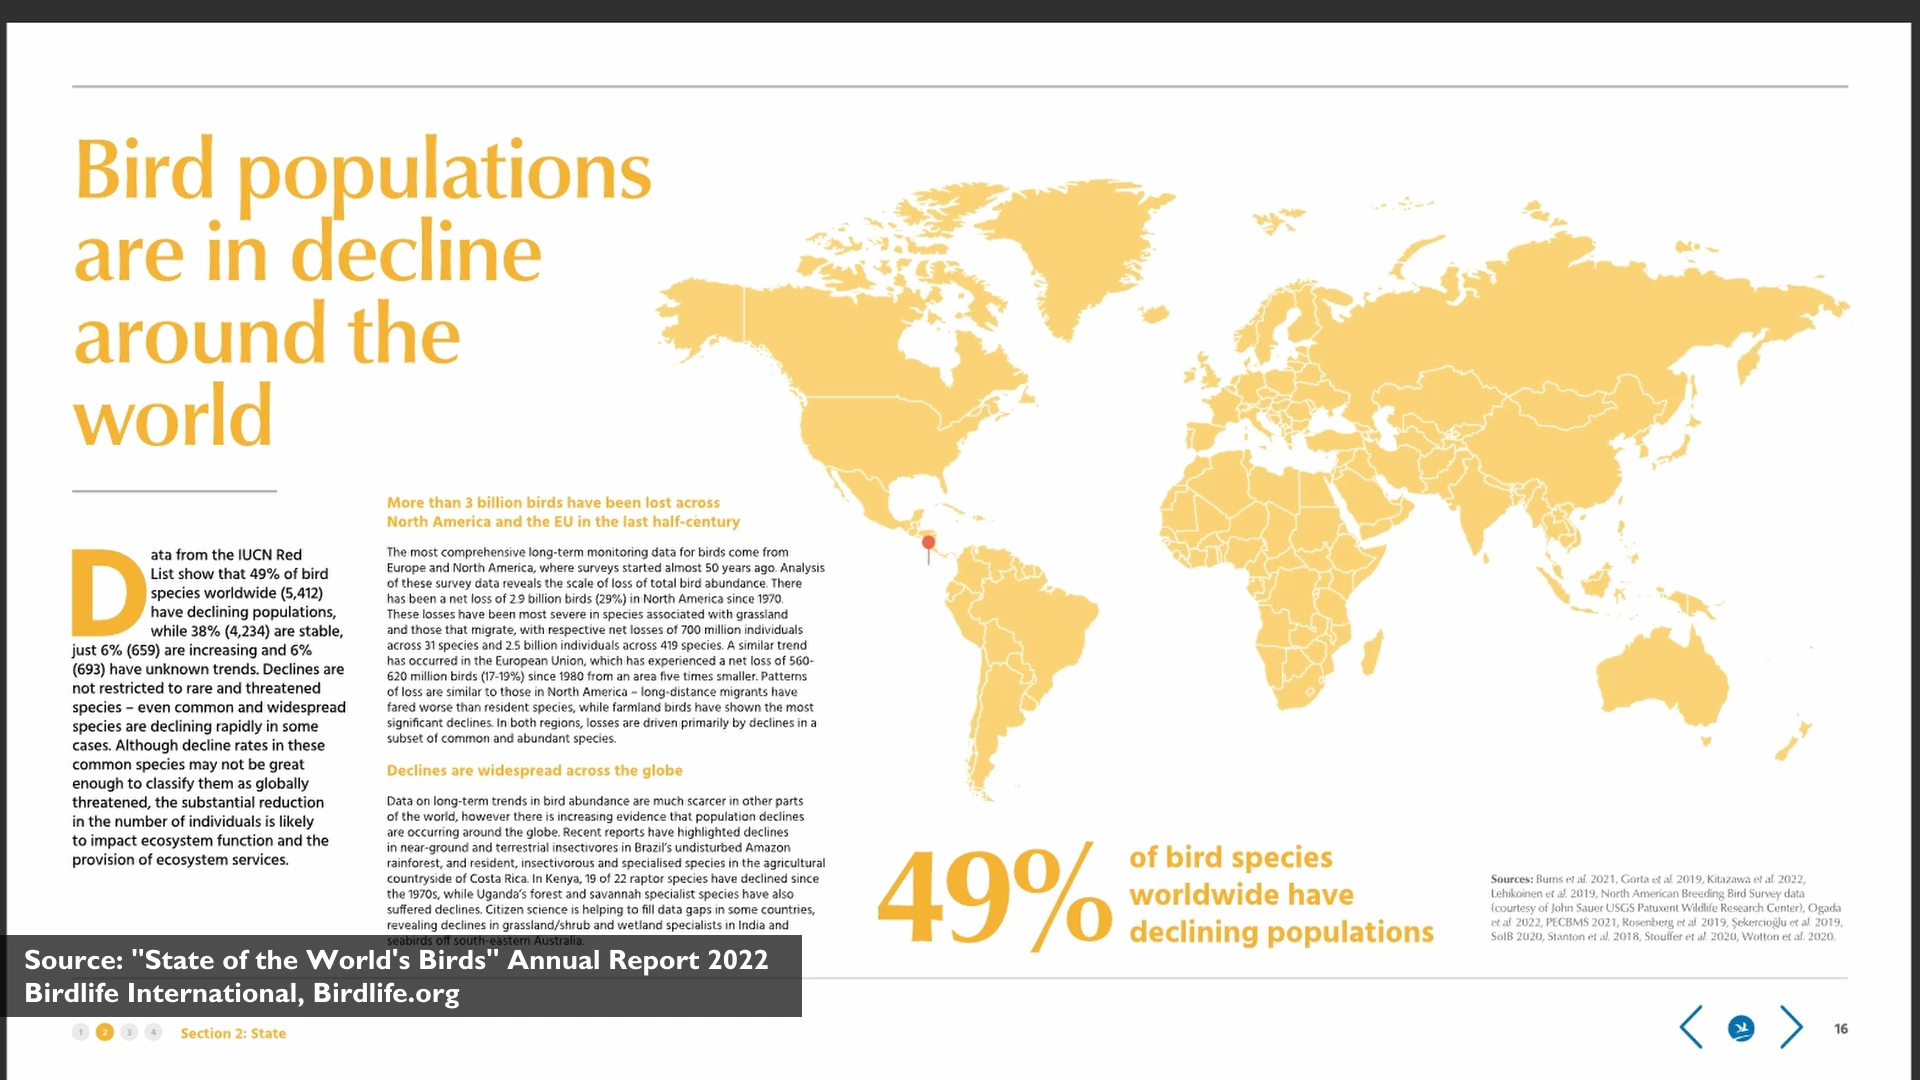 Bird populations
are in decline
around the
world
Data from the IUCN Red
List show that 49% of bird
species worldwide (5,412)
have declining populations,
while 38% (4,234) are stable,
just 6% (659) are increasing and 6%
(693) have unknown trends. Declines are
not restricted to rare and threatened
species – even common and widespread
species are declining rapidly in some
cases. Although decline rates in these
common species may not be great
enough to classify them as globally
threatened, the substantial reduction
in the number of individuals is likely
to impact ecosystem function and the
provision of ecosystem services.
More than 3 billion birds have been lost across
North America and the EU in the last half-century
The most comprehensive long-term monitoring data for birds come from
Europe and North America, where surveys started almost 50 years ago. Analysis
of these survey data reveals the scale of loss of total bird abundance. There
has been a net loss of 2.9 billion birds (29%) in North America since 1970.
These losses have been most severe in species associated with grassland
and those that migrate, with respective net losses of 700 million individuals
across 31 species and 2.5 billion individuals across 419 species. A similar trend
has occurred in the European Union, which has experienced a net loss of 560-
620 million birds (17-19%) since 1980 from an area five times smaller. Patterns
of loss are similar to those in North America – long-distance migrants have
fared worse than resident species, while farmland birds have shown the most
significant declines. In both regions, losses are driven primarily by declines in a
subset of common and abundant species.
Declines are widespread across the globe
Data on long-term trends in bird abundance are much scarcer in other parts
of the world, however there is increasing evidence that population declines
are occurring around the globe. Recent reports have highlighted declines
in near-ground and terrestrial insectivores in Brazil's undisturbed Amazon
rainforest, and resident, insectivorous and specialised species in the agricultural
countryside of Costa Rica. In Kenya, 19 of 22 raptor species have declined since
the 1970s, while Uganda's forest and savannah specialist species have also
suffered declines. Citizen science is helping to fill data gaps in some countries,
revealing declines in grassland/shrub and wetland specialists in India and
seabirds off south-eastern Australia.
49%
of bird species
worldwide have
declining populations
Sources: Burns et al. 2021, Gorta et al. 2019, Kitazawa et al. 2022,
Lehikoinen et al. 2019, North American Breeding Bird Survey data
(courtesy of John Sauer USGS Patuxent Wildlife Research Center), Ogada
et al. 2022, PECBMS 2021, Rosenberg et al. 2019, Şekercioğlu et al. 2019,
SoIB 2020, Stanton et al. 2018, Stouffer et al. 2020, Wotton et al. 2020.
Source: "State of the World's Birds" Annual Report 2022
Birdlife International, Birdlife.org
1 2 3 4 Section 2: State
16